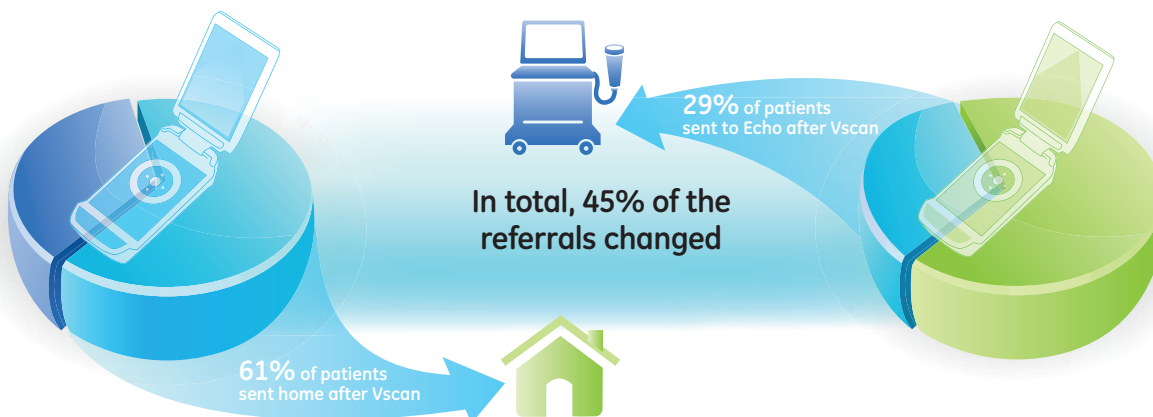 29% of patients
sent to Echo after Vscan
In total, 45% of the
referrals changed
61% of patients
sent home after Vscan